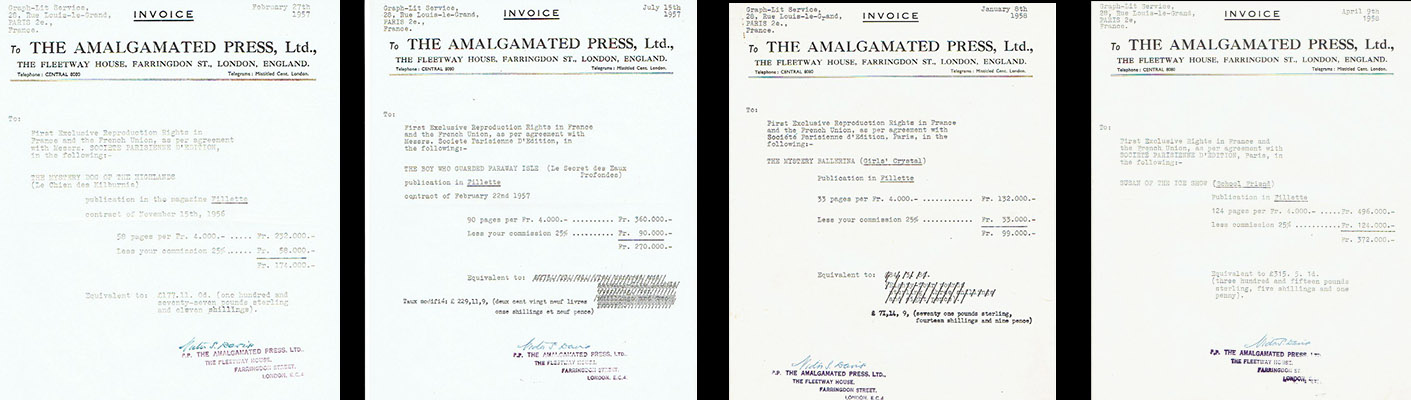 Graph-Lit Service,
28, Rue Louis-le-Grand,
PARIS 2e.,
France.
INVOICE
February 27th
1957
To THE AMALGAMATED PRESS, Ltd.,
THE FLEETWAY HOUSE, FARRINGDON ST., LONDON, ENGLAND.
Telephone : CENTRAL 8080 Telegrams : Mistitled Cent. London.
To:
First Exclusive Reproduction Rights in
France and the French Union, as per agreement
with Messrs. SOCIETE PARISIENNE D'EDITION,
in the following:-
THE MYSTERY DOG OF THE HIGHLANDS
(Le Chien des Kilburnis)
publication in the magazine Fillette
contract of November 15th, 1956
58 pages per Fr. 4.000.- ..... Fr. 232.000.-
Less your commission 25% ..... Fr. 58.000.-
Fr. 174.000.-
Equivalent to: £177.11. 0d. (one hundred and
seventy-seven pounds sterling
and eleven shillings).
P.P. THE AMALGAMATED PRESS, LTD.
THE FLEETWAY HOUSE,
FARRINGDON STREET,
LONDON, E.C.4
Graph-Lit Service,
28, Rue Louis-le-Grand,
PARIS 2e.,
France.
INVOICE
July 15th
1957
To THE AMALGAMATED PRESS, Ltd.,
THE FLEETWAY HOUSE, FARRINGDON ST., LONDON, ENGLAND.
Telephone : CENTRAL 8080 Telegrams : Mistitled Cent. London.
To:
First Exclusive Reproduction Rights in France
and the French Union, as per agreement with
Messrs. Societe Parisienne D'Edition, in
the following:-
THE BOY WHO GUARDED FARAWAY ISLE (Le Secret des Eaux
Profondes)
publication in Fillette
contract of February 22nd 1957
90 pages per Fr. 4.000.- .......... Fr. 360.000.-
Less your commission 25% .......... Fr. 90.000.-
Fr. 270.000.-
Equivalent to:
Taux modifié: £ 229,11,9, (deux cent vingt neuf livres
onse shillings et neuf pence)
P.P. THE AMALGAMATED PRESS, LTD.
THE FLEETWAY HOUSE,
FARRINGDON STREET,
LONDON, E.C.4
Graph-Lit Service,
28, Rue Louis-le-Grand,
PARIS 2e.,
France.
INVOICE
January 8th
1958
To THE AMALGAMATED PRESS, Ltd.,
THE FLEETWAY HOUSE, FARRINGDON ST., LONDON, ENGLAND.
Telephone : CENTRAL 8080 Telegrams : Mistitled Cent. London.
To:
First Exclusive Reproduction Rights in France
and the French Union, as per agreement with
Société Parisienne d'Edition, Paris, in the
following:-
THE MYSTERY BALLERINA (Girls' Crystal)
Publication in Fillette
33 pages per Fr. 4.000.- ........... Fr. 132.000.-
Less your commission 25% ........... Fr. 33.000.-
Fr. 99.000.-
Equivalent to:
£ 71,14, 9, (seventy one pounds sterling,
fourteen shillings and nine pence)
P.P. THE AMALGAMATED PRESS, LTD.,
THE FLEETWAY HOUSE,
FARRINGDON STREET,
LONDON, E.C.4
Graph-Lit Service,
28, Rue Louis-le-Grand,
PARIS 2e,
France.
INVOICE
April 9th
1958
To THE AMALGAMATED PRESS, Ltd.,
THE FLEETWAY HOUSE, FARRINGDON ST., LONDON, ENGLAND.
Telephone : CENTRAL 8080 Telegrams : Mistitled Cent. London.
To:
First Exclusive Rights in France and
the French Union, as per agreement with
SOCIETE PARISIENNE D'EDITION, Paris, in
the following:-
SUSAN OF THE ICE SHOW (School Friend)
Publication in Fillette
124 pages per Fr. 4.000.- .....Fr. 496.000.-
Less commission 25% ...........Fr. 124.000.-
Fr. 372.000.-
Equivalent to £315. 5. 1d.
(three hundred and fifteen pounds
sterling, five shillings and one
penny).
P.P. THE AMALGAMATED PRESS, LTD.
THE FLEETWAY HOUSE,
FARRINGDON ST
LONDON,